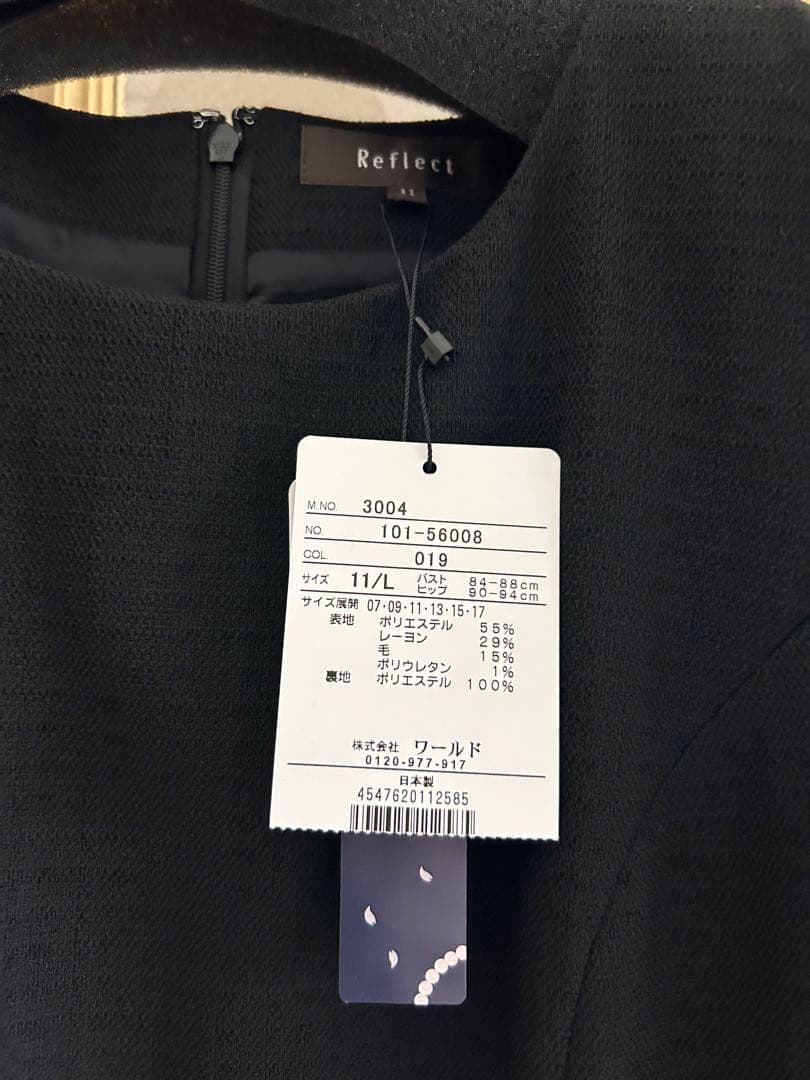 Reflect
11
M.NO. 3004
NO. 101-56008
COL. 019
サイズ 11/L バスト 84-88cm
ヒップ 90-94cm
サイズ展開 07・09・11・13・15・17
表地 ポリエステル 55%
レーヨン 29%
毛 15%
ポリウレタン 1%
裏地 ポリエステル 100%
株式会社 ワールド
0120-977-917
日本製
4547620112585